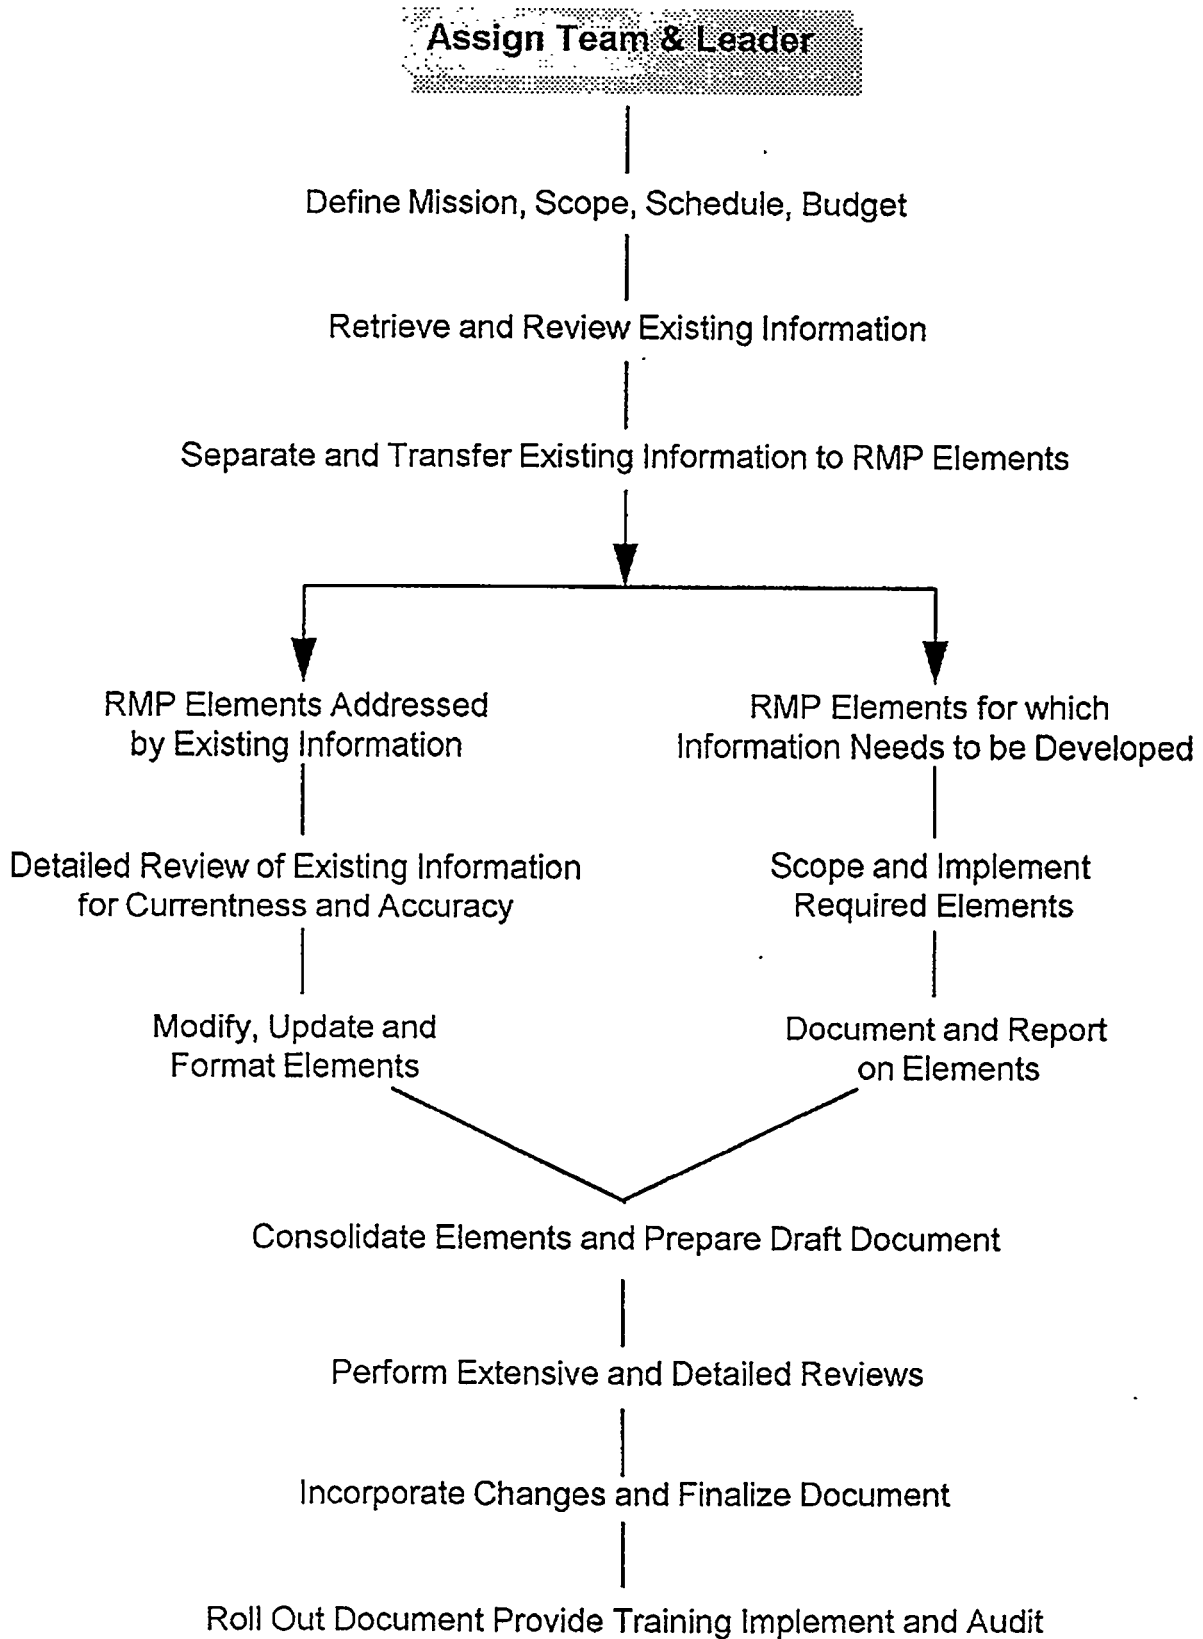 Assign Team & Leader
Define Mission, Scope, Schedule, Budget
Retrieve and Review Existing Information
Separate and Transfer Existing Information to RMP Elements
RMP Elements Addressed
by Existing Information
RMP Elements for which
Information Needs to be Developed
Detailed Review of Existing Information
for Currentness and Accuracy
Scope and Implement
Required Elements
Modify, Update and
Format Elements
Document and Report
on Elements
Consolidate Elements and Prepare Draft Document
Perform Extensive and Detailed Reviews
Incorporate Changes and Finalize Document
Roll Out Document Provide Training Implement and Audit